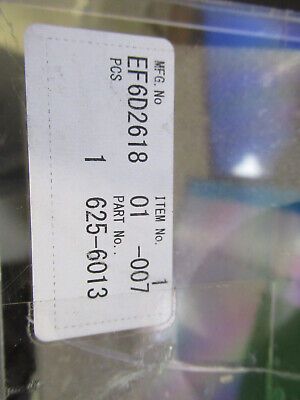 MFG. No ITEM No. 1
EF6D2618 01 -007
PCS PART No..
1 625-6013